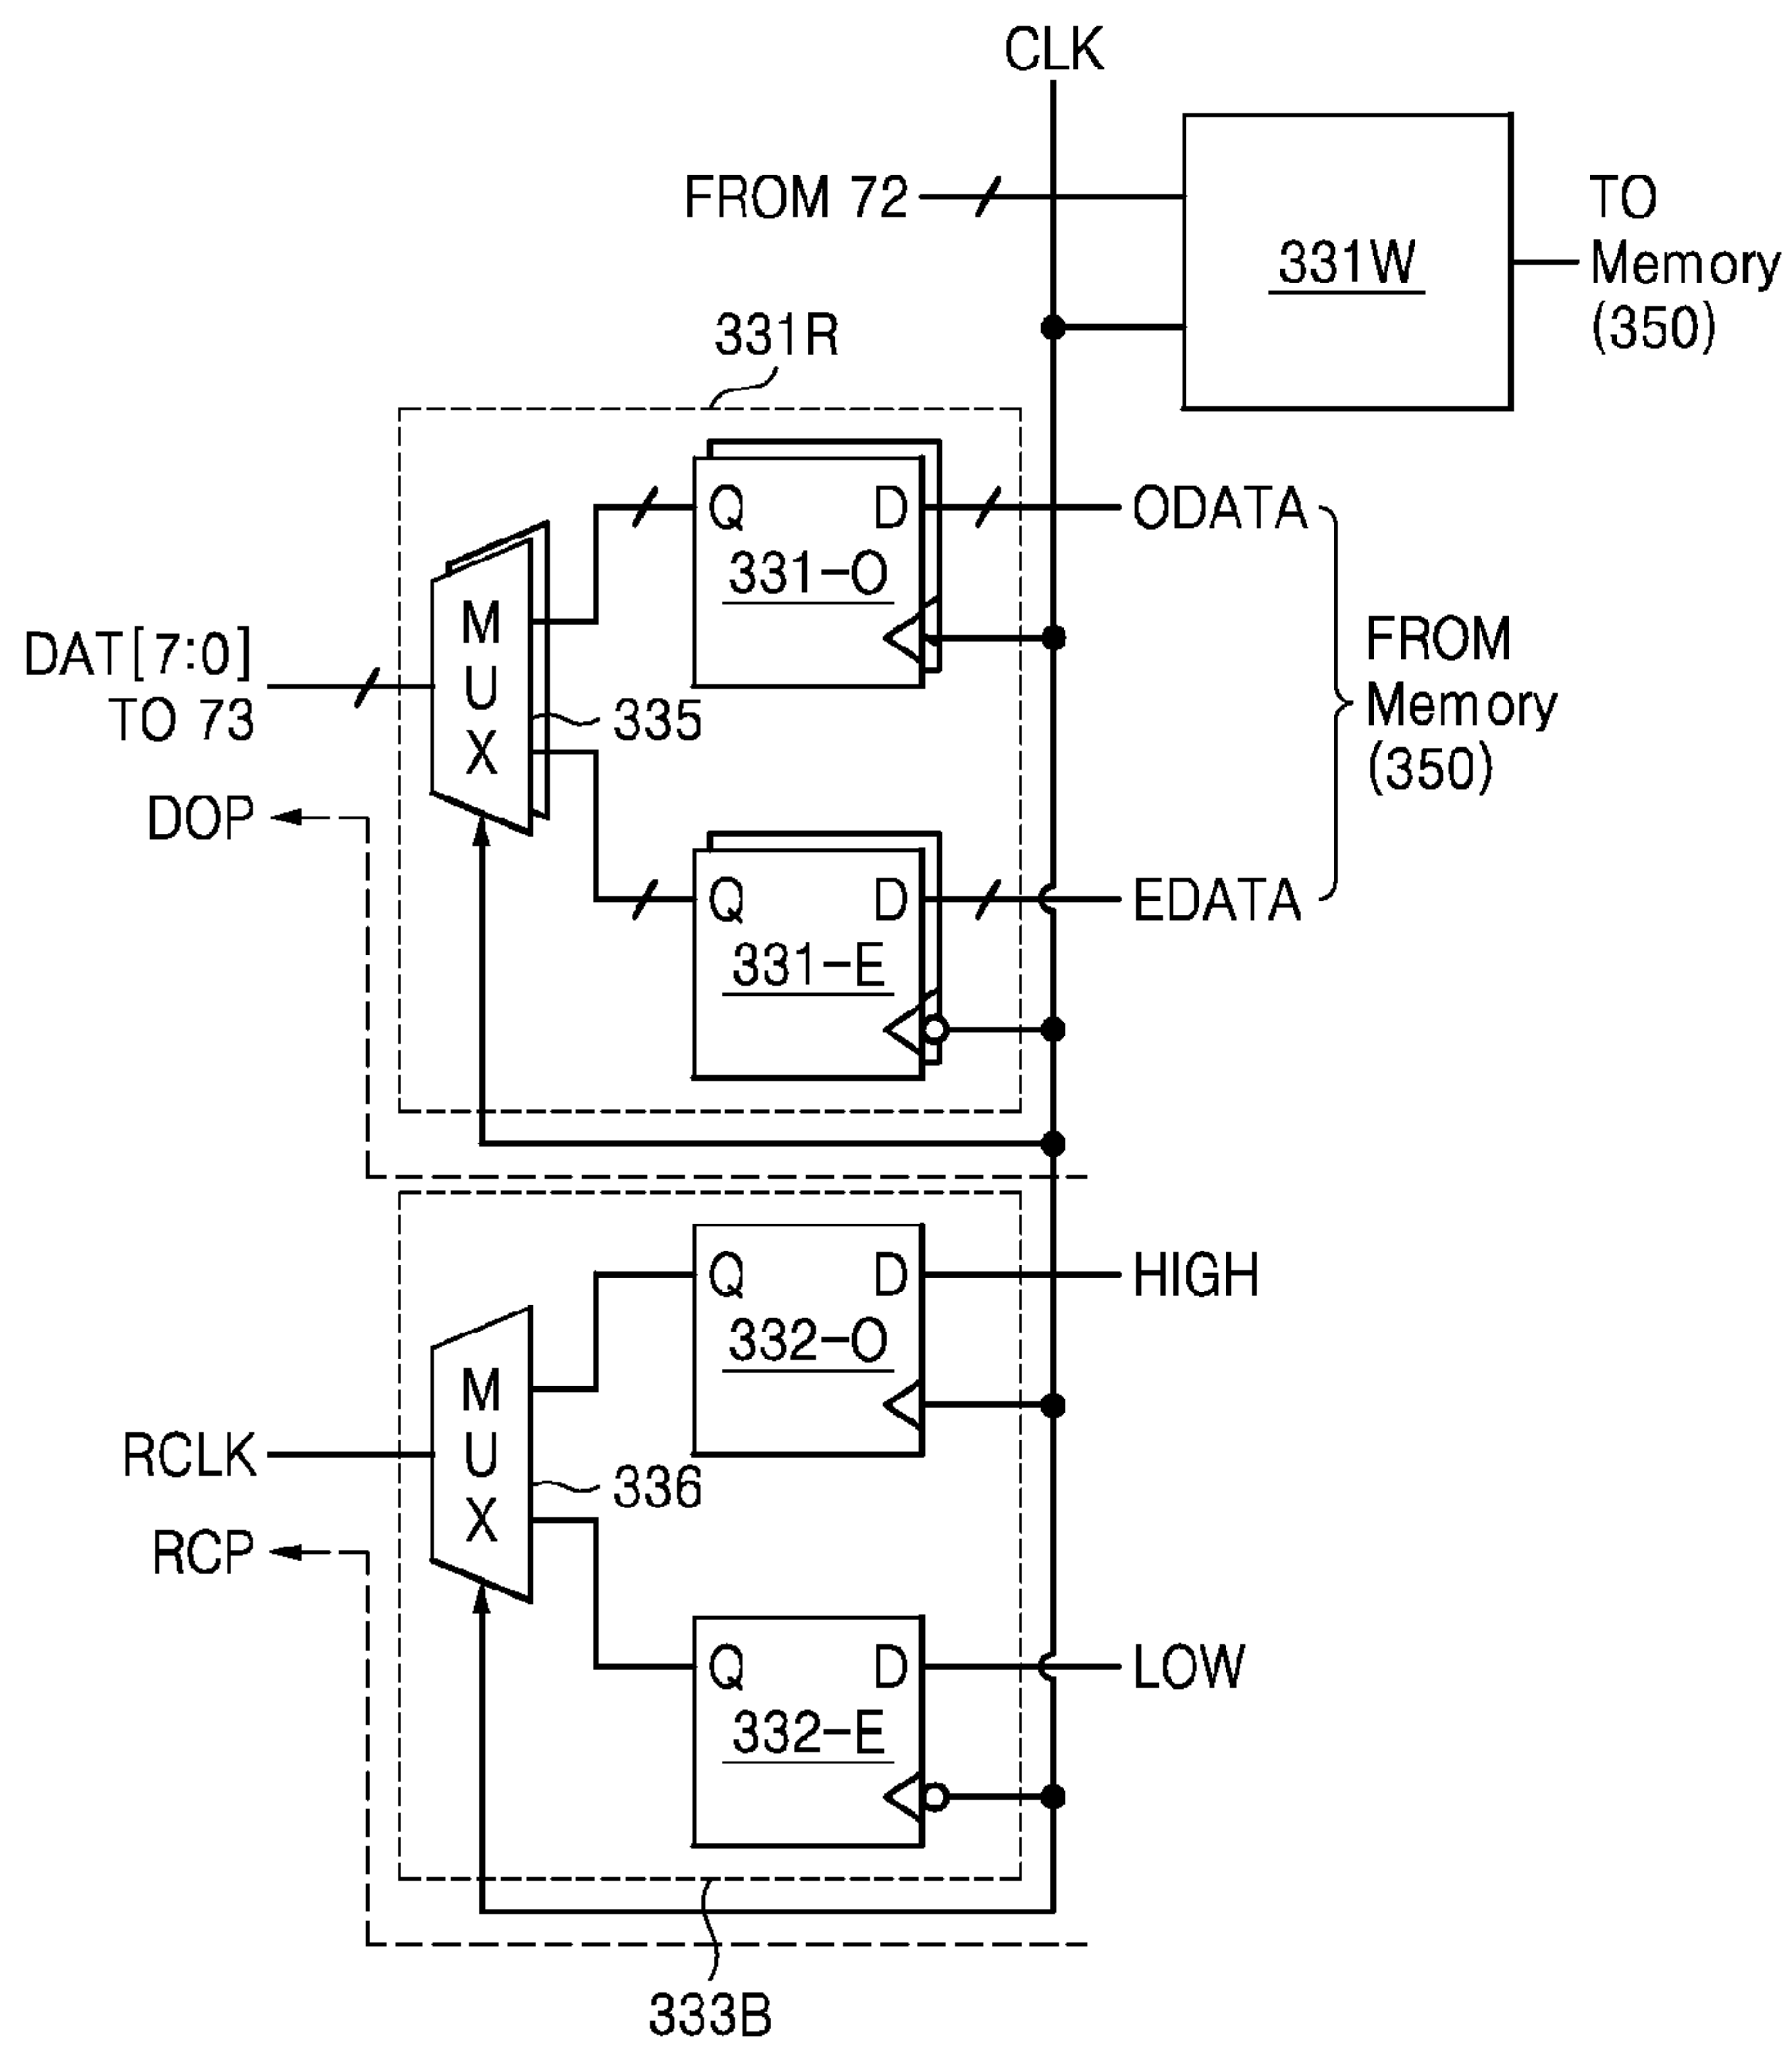 CLK
FROM 72
331W
TO
Memory
(350)
331R
Q
D
ODATA
331-O
DAT[7:0]
TO 73
M
U
X
335
FROM
Memory
(350)
DOP
Q
D
EDATA
331-E
Q
D
HIGH
332-O
M
U
X
RCLK
336
RCP
Q
D
LOW
332-E
333B